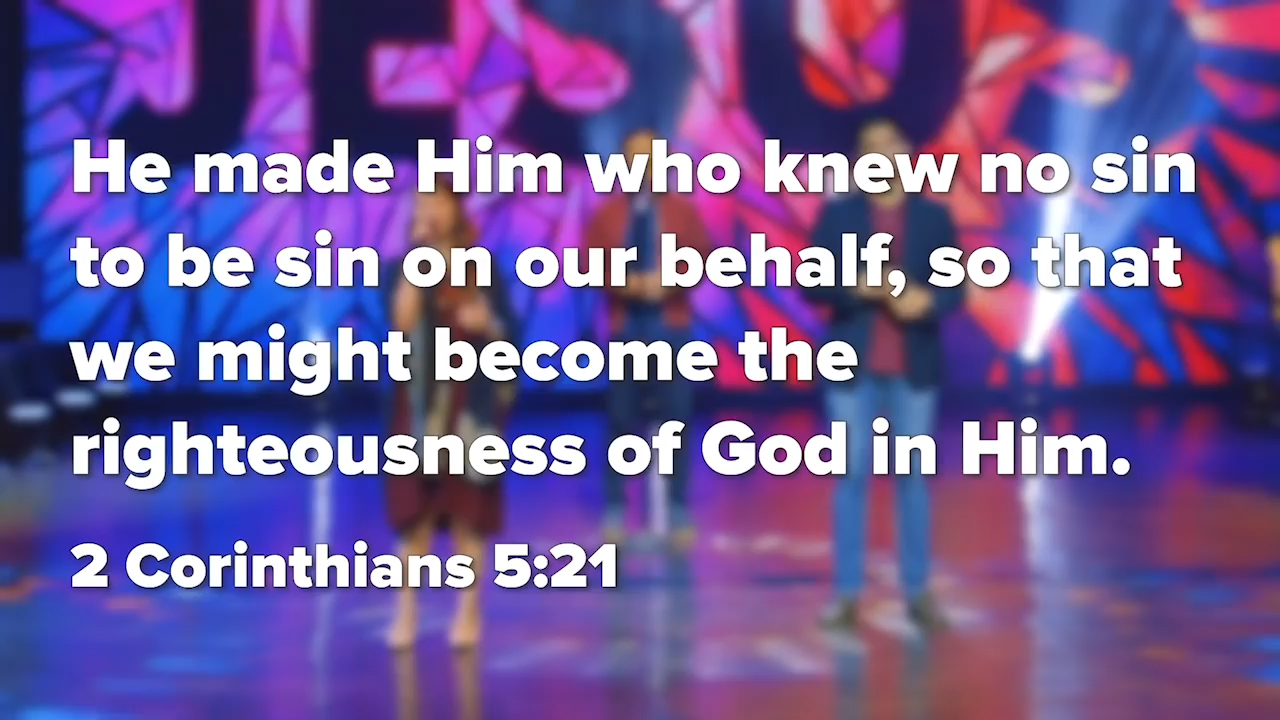 JESUS
He made Him who knew no sin
to be sin on our behalf, so that
we might become the
righteousness of God in Him.
2 Corinthians 5:21